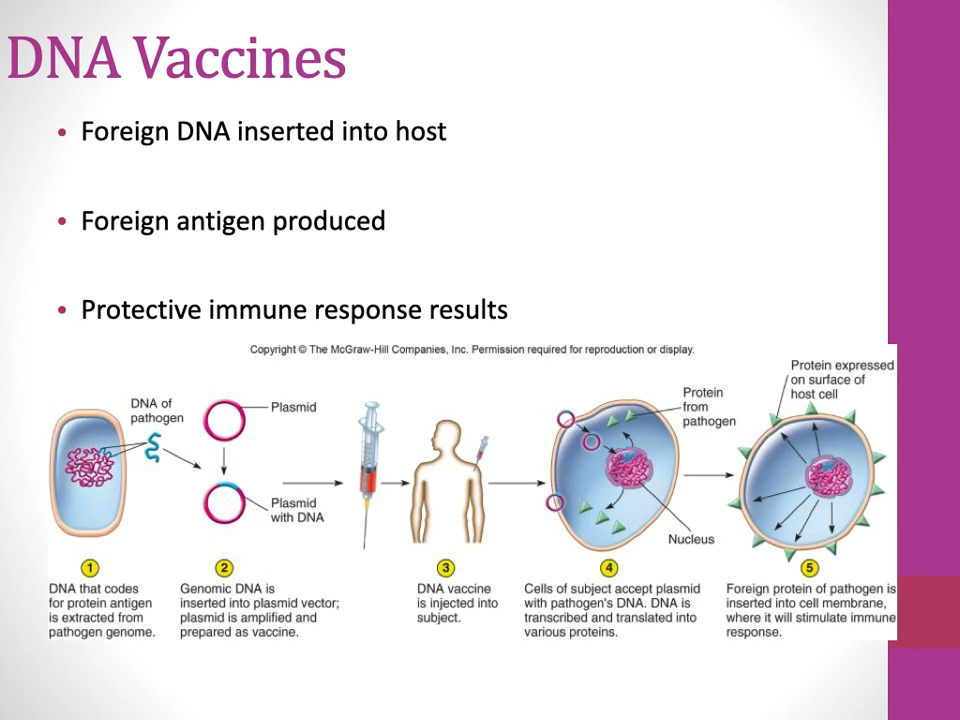 DNA Vaccines
• Foreign DNA inserted into host
• Foreign antigen produced
• Protective immune response results
Copyright © The McGraw-Hill Companies, Inc. Permission required for reproduction or display.
DNA of
pathogen
Plasmid
Plasmid
with DNA
Protein
from
pathogen
Nucleus
Protein expressed
on surface of
host cell
1
DNA that codes
for protein antigen
is extracted from
pathogen genome.
2
Genomic DNA is
inserted into plasmid vector;
plasmid is amplified and
prepared as vaccine.
3
DNA vaccine
is injected into
subject.
4
Cells of subject accept plasmid
with pathogen's DNA. DNA is
transcribed and translated into
various proteins.
5
Foreign protein of pathogen is
inserted into cell membrane,
where it will stimulate immune
response.